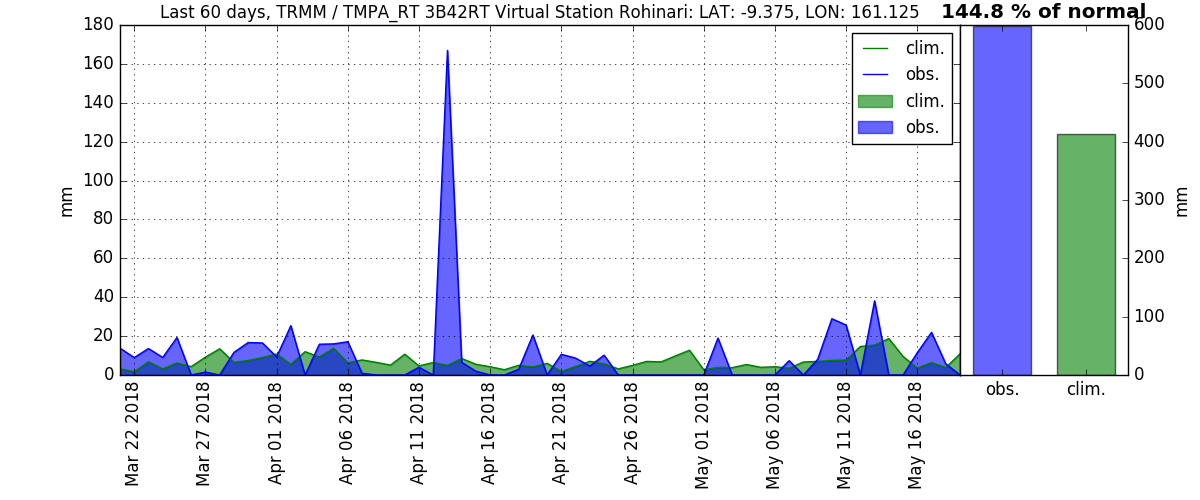 Last 60 days, TRMM / TMPA_RT 3B42RT Virtual Station Rohinari: LAT: -9.375, LON: 161.125
144.8 % of normal
180
160
140
120
100
80
60
40
20
0
mm
clim.
obs.
clim.
obs.
Mar 22 2018
Mar 27 2018
Apr 01 2018
Apr 06 2018
Apr 11 2018
Apr 16 2018
Apr 21 2018
Apr 26 2018
May 01 2018
May 06 2018
May 11 2018
May 16 2018
600
500
400
300
200
100
0
mm
obs.
clim.